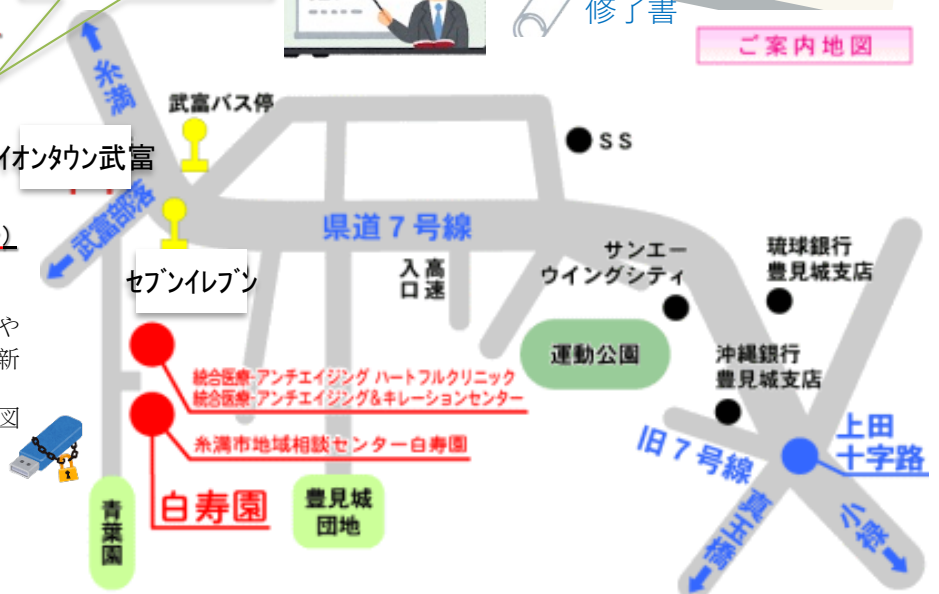 修了書
ご案内地図
糸満
武富バス停
イオンタウン武富
SS
武富部落
)
県道7号線
セブンイレブン
高速
入口
サンエー
ウイングシティ
琉球銀行
豊見城支店
や
新
図
運動公園
沖縄銀行
豊見城支店
統合医療・アンチエイジング ハートフルクリニック
統合医療・アンチエイジング&キレーションセンター
糸満市地域相談センター白寿園
白寿園
青葉園
豊見城
団地
旧7号線
上田
十字路
真玉橋
小禄